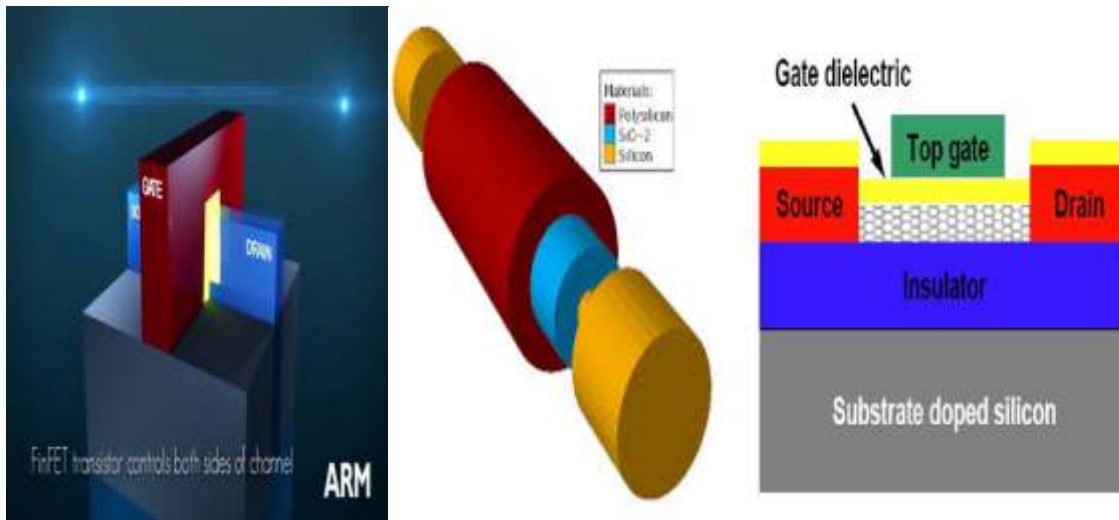 GATE
DRAIN
FinFET transistor controls both sides of channel
ARM
Materials:
Polysilicon
SiO-2
Silicon
Gate dielectric
Top gate
Source
Drain
Insulator
Substrate doped silicon